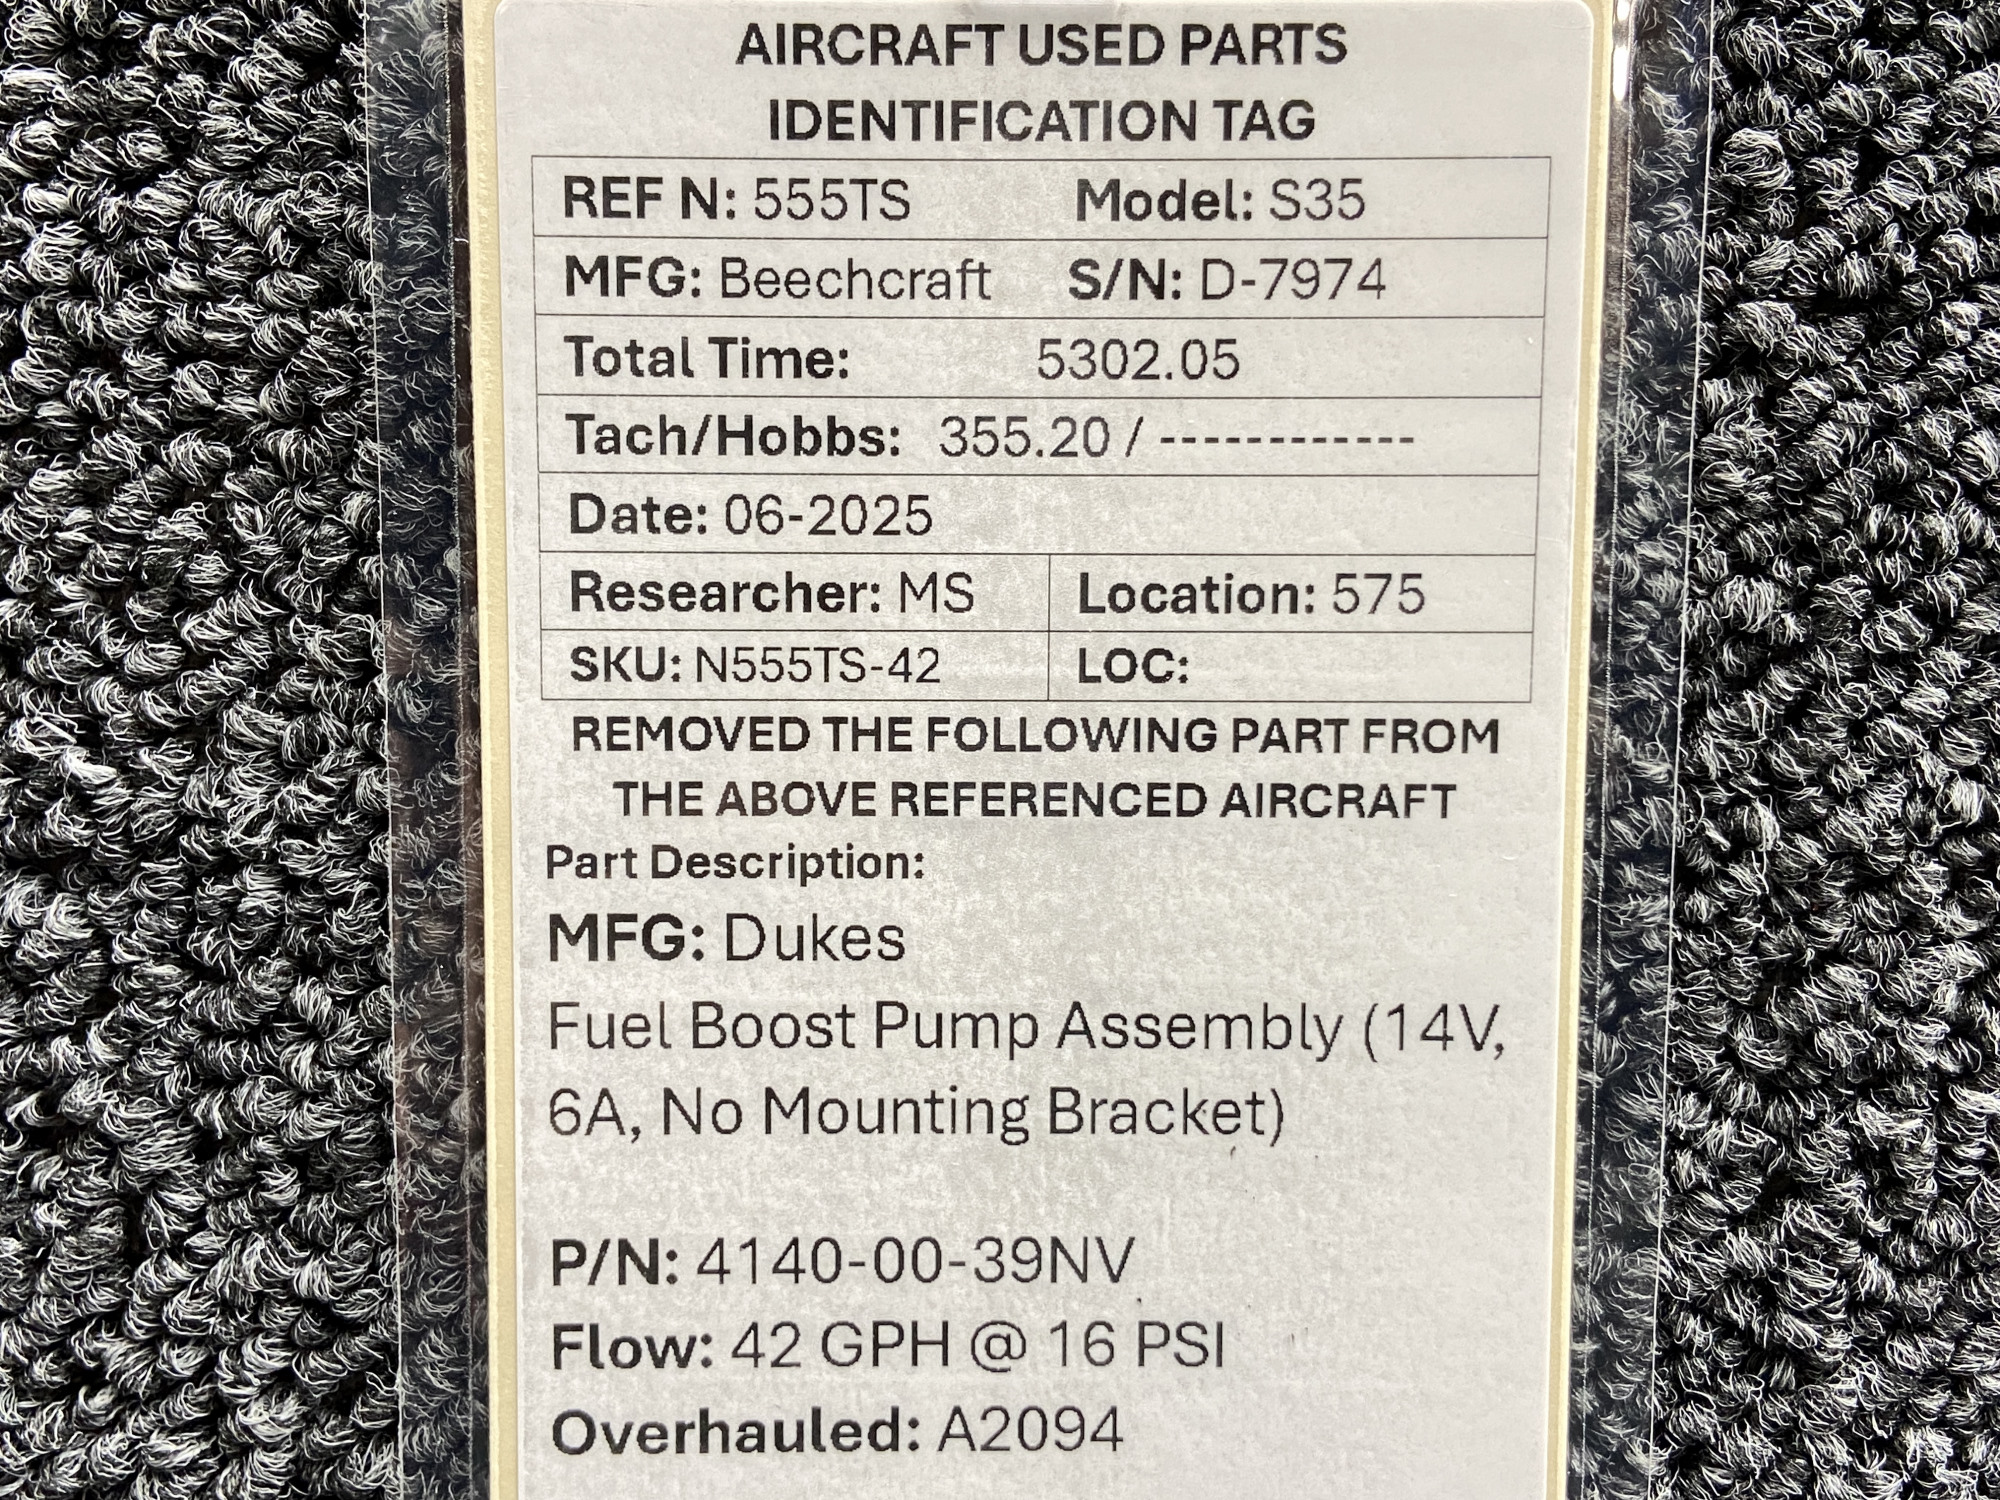 AIRCRAFT USED PARTS
IDENTIFICATION TAG
REF N: 555TS Model: S35
MFG: Beechcraft S/N: D-7974
Total Time: 5302.05
Tach/Hobbs: 355.20 / ------------
Date: 06-2025
Researcher: MS Location: 575
SKU: N555TS-42 LOC:
REMOVED THE FOLLOWING PART FROM
THE ABOVE REFERENCED AIRCRAFT
Part Description:
MFG: Dukes
Fuel Boost Pump Assembly (14V,
6A, No Mounting Bracket)
P/N: 4140-00-39NV
Flow: 42 GPH @ 16 PSI
Overhauled: A2094